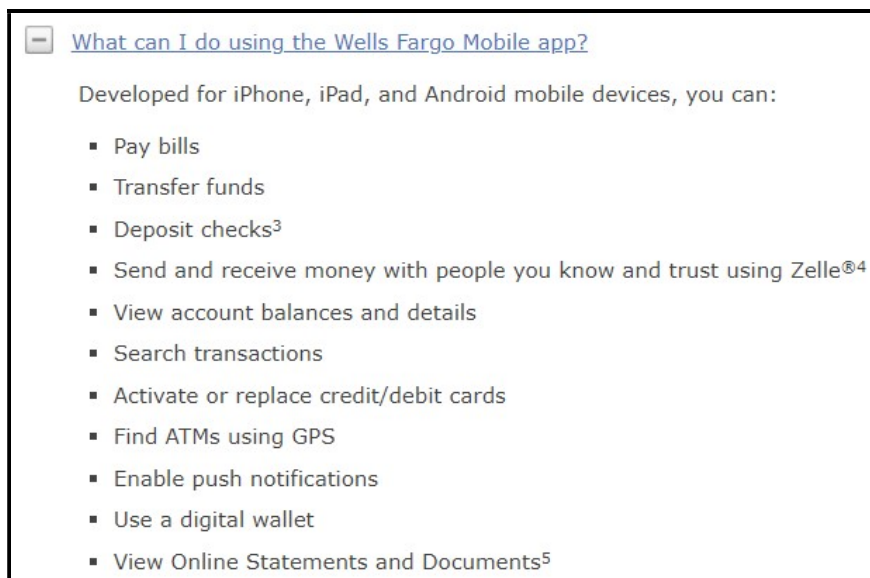 What can I do using the Wells Fargo Mobile app?
Developed for iPhone, iPad, and Android mobile devices, you can:
▪ Pay bills
▪ Transfer funds
▪ Deposit checks³
▪ Send and receive money with people you know and trust using Zelle®⁴
▪ View account balances and details
▪ Search transactions
▪ Activate or replace credit/debit cards
▪ Find ATMs using GPS
▪ Enable push notifications
▪ Use a digital wallet
▪ View Online Statements and Documents⁵